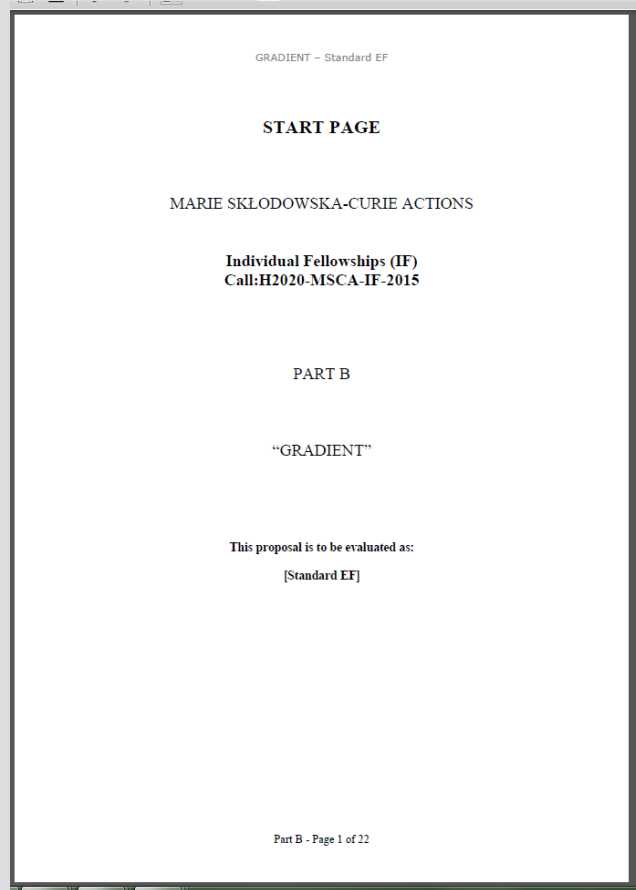 GRADIENT – Standard EF
START PAGE
MARIE SKŁODOWSKA-CURIE ACTIONS
Individual Fellowships (IF)
Call:H2020-MSCA-IF-2015
PART B
“GRADIENT”
This proposal is to be evaluated as:
[Standard EF]
Part B - Page 1 of 22